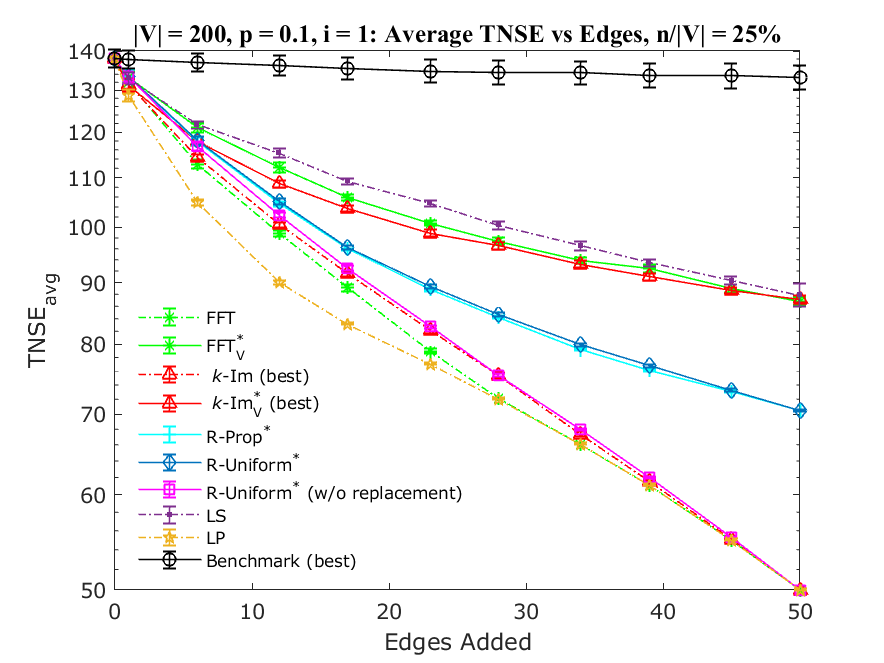 |V| = 200, p = 0.1, i = 1: Average TNSE vs Edges, n/|V| = 25%
140
130
120
110
100
90
80
70
60
50
TNSE_avg
FFT
FFT*_V
k-Im (best)
k-Im*_V (best)
R-Prop*
R-Uniform*
R-Uniform* (w/o replacement)
LS
LP
Benchmark (best)
0 10 20 30 40 50
Edges Added